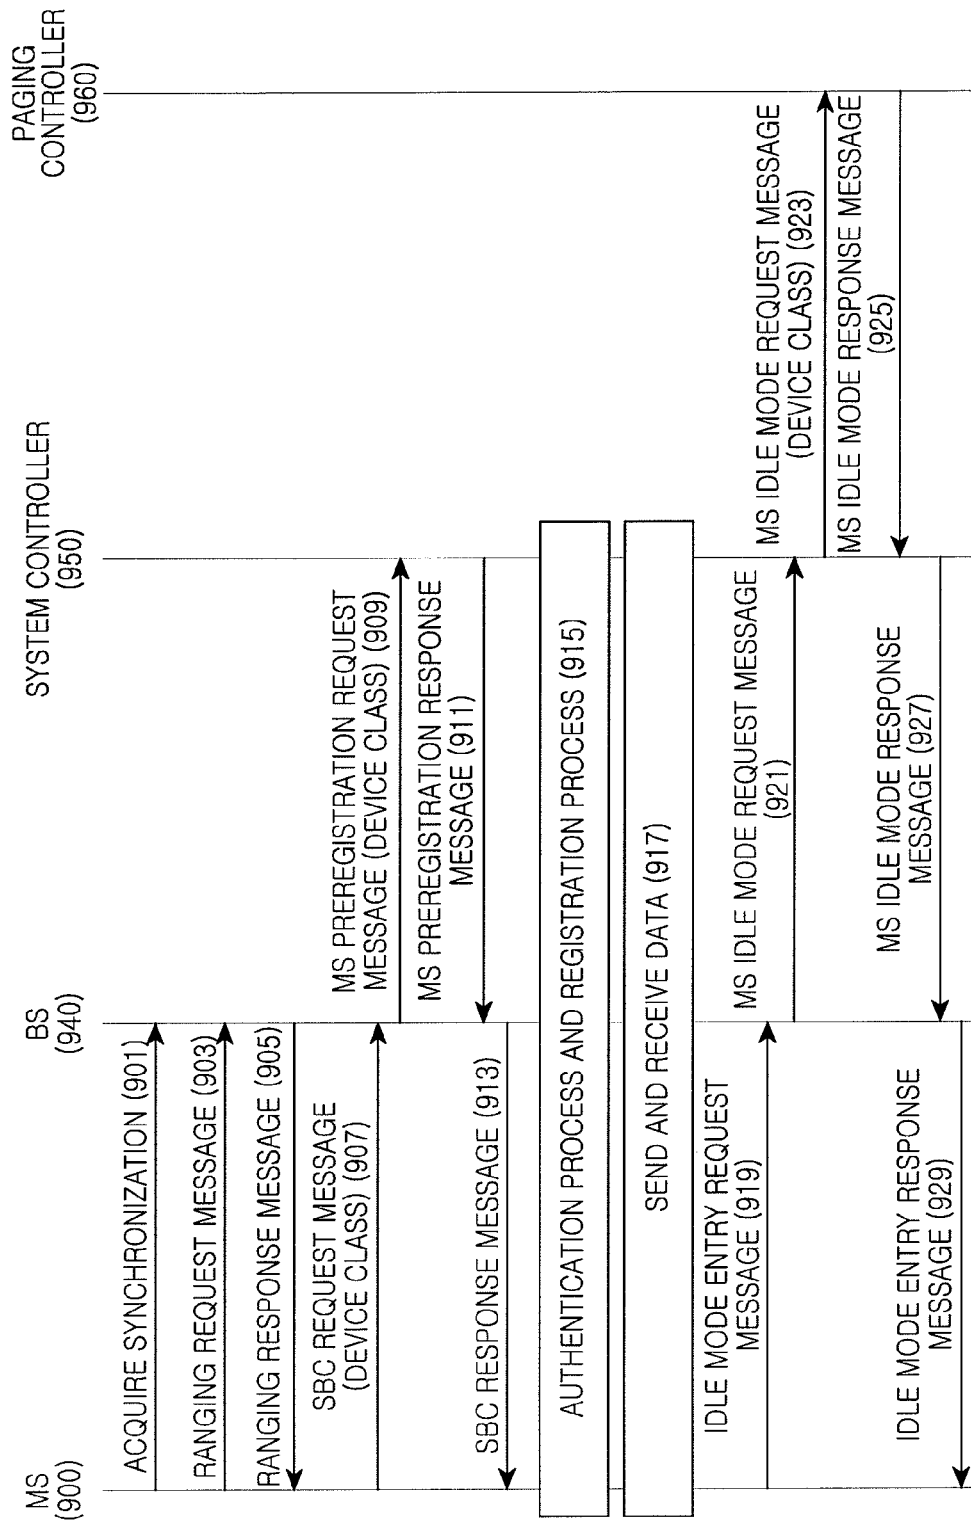 MS
(900)
BS
(940)
SYSTEM CONTROLLER
(950)
PAGING
CONTROLLER
(960)
ACQUIRE SYNCHRONIZATION (901)
RANGING REQUEST MESSAGE (903)
RANGING RESPONSE MESSAGE (905)
SBC REQUEST MESSAGE
(DEVICE CLASS) (907)
MS PREREGISTRATION REQUEST
MESSAGE (DEVICE CLASS) (909)
MS PREREGISTRATION RESPONSE
MESSAGE (911)
SBC RESPONSE MESSAGE (913)
AUTHENTICATION PROCESS AND REGISTRATION PROCESS (915)
SEND AND RECEIVE DATA (917)
IDLE MODE ENTRY REQUEST
MESSAGE (919)
MS IDLE MODE REQUEST MESSAGE
(921)
MS IDLE MODE REQUEST MESSAGE
(DEVICE CLASS) (923)
MS IDLE MODE RESPONSE MESSAGE
(925)
MS IDLE MODE RESPONSE
MESSAGE (927)
IDLE MODE ENTRY RESPONSE
MESSAGE (929)